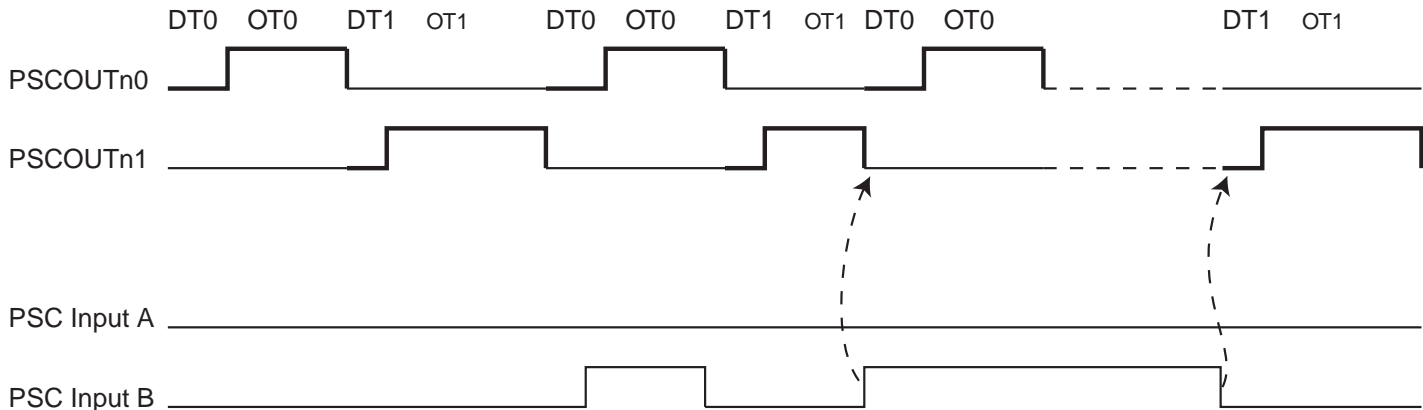 DT0 OT0 DT1 OT1 DT0 OT0 DT1 OT1 DT0 OT0 DT1 OT1
PSCOUTn0
PSCOUTn1
PSC Input A
PSC Input B